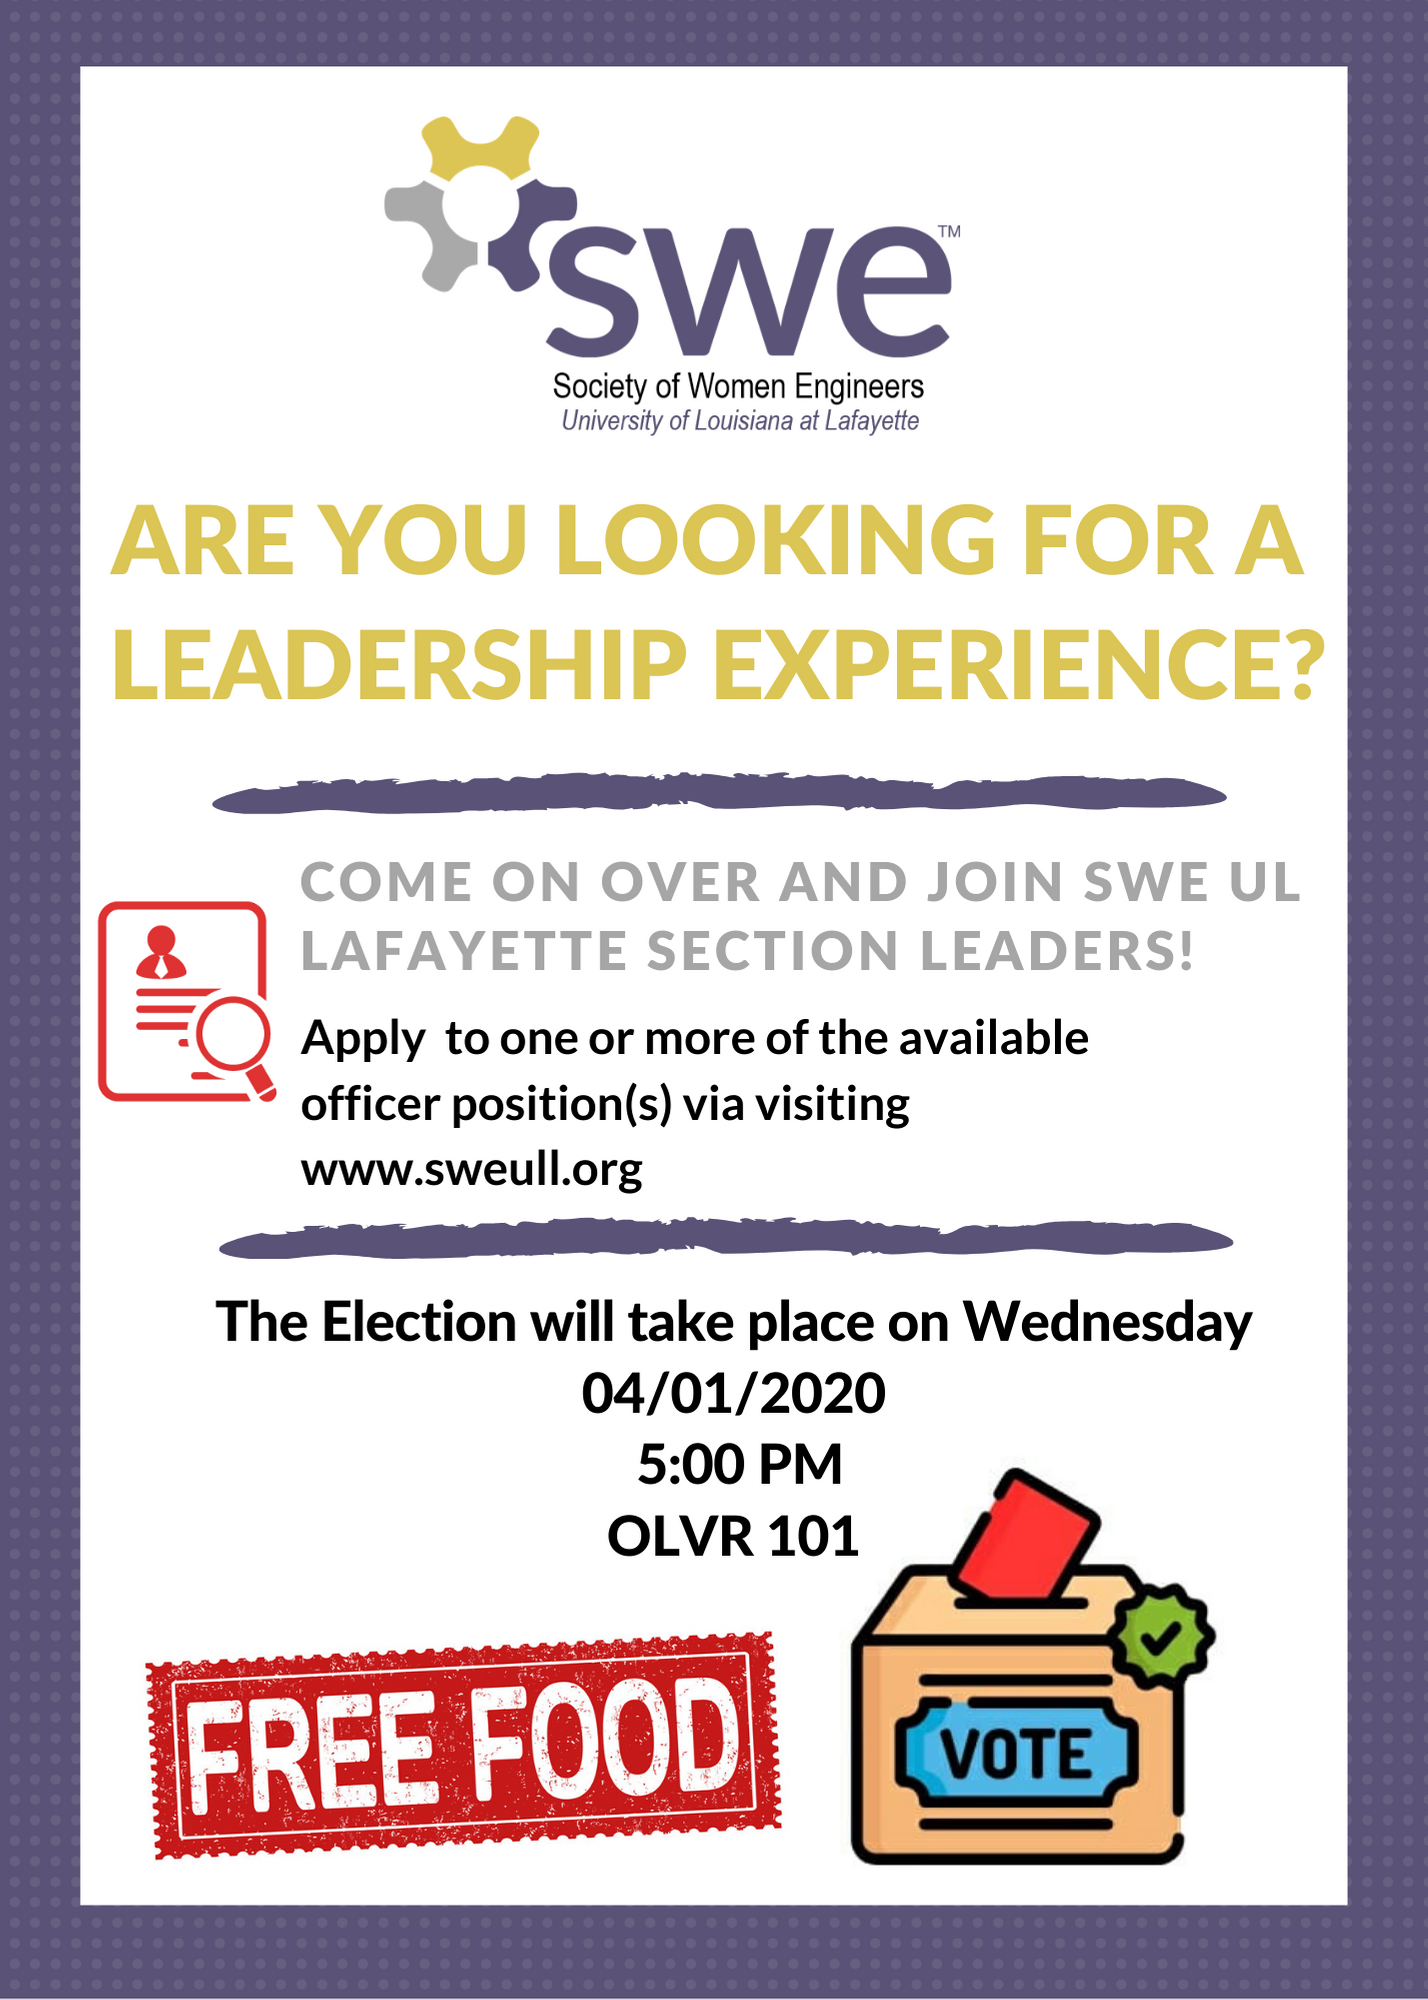 swe™
Society of Women Engineers
University of Louisiana at Lafayette
ARE YOU LOOKING FOR A
LEADERSHIP EXPERIENCE?
COME ON OVER AND JOIN SWE UL
LAFAYETTE SECTION LEADERS!
Apply to one or more of the available
officer position(s) via visiting
www.sweull.org
The Election will take place on Wednesday
04/01/2020
5:00 PM
OLVR 101
FREE FOOD
VOTE